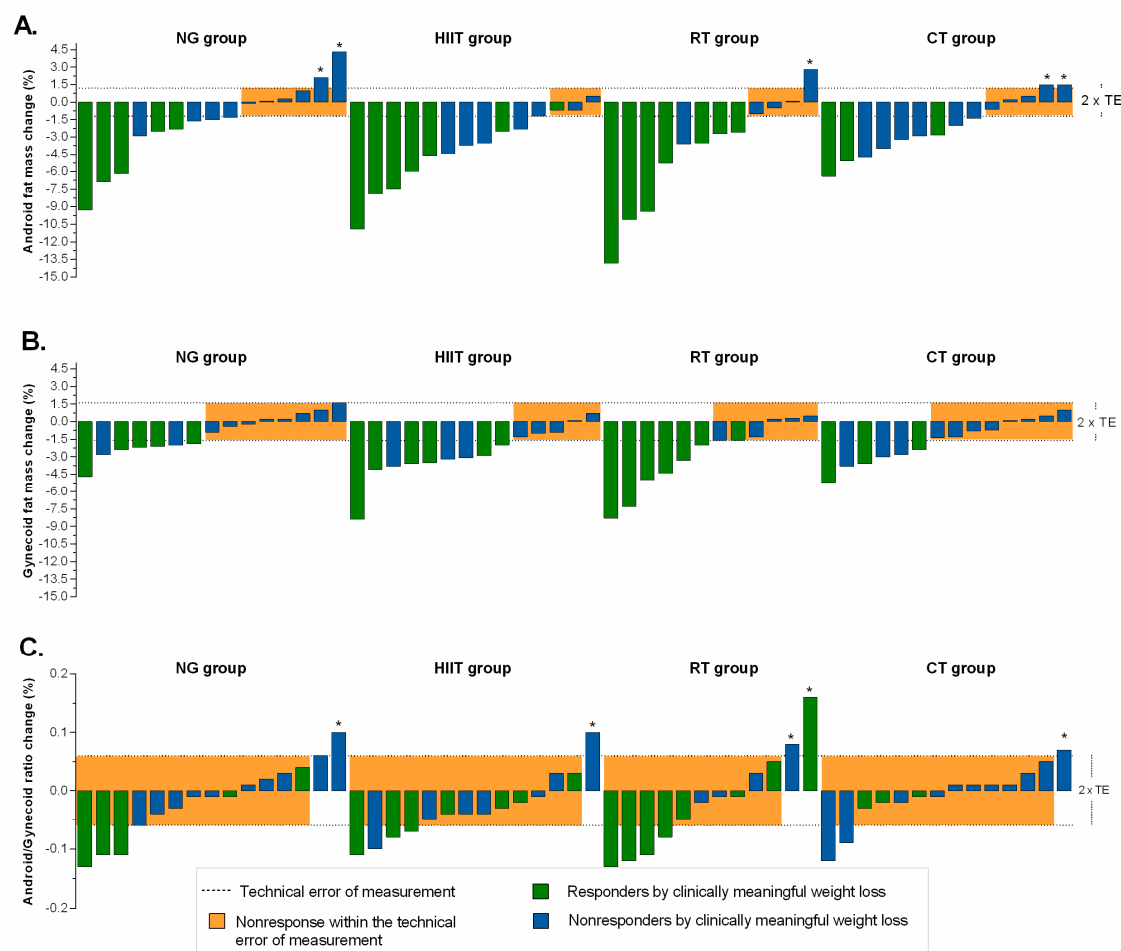 A.
NG group
HIIT group
RT group
CT group
Android fat mass change (%)
4.5
3.0
1.5
0.0
-1.5
-3.0
-4.5
-6.0
-7.5
-9.0
-10.5
-12.0
-13.5
-15.0
* * * * *
2 x TE
B.
NG group
HIIT group
RT group
CT group
Gynecoid fat mass change (%)
4.5
3.0
1.5
0.0
-1.5
-3.0
-4.5
-6.0
-7.5
-9.0
-10.5
-12.0
-13.5
-15.0
2 x TE
C.
NG group
HIIT group
RT group
CT group
Android/Gynecoid ratio change (%)
0.2
0.1
0.0
-0.1
-0.2
* * * * *
2 x TE
Technical error of measurement
Nonresponse within the technical
error of measurement
Responders by clinically meaningful weight loss
Nonresponders by clinically meaningful weight loss